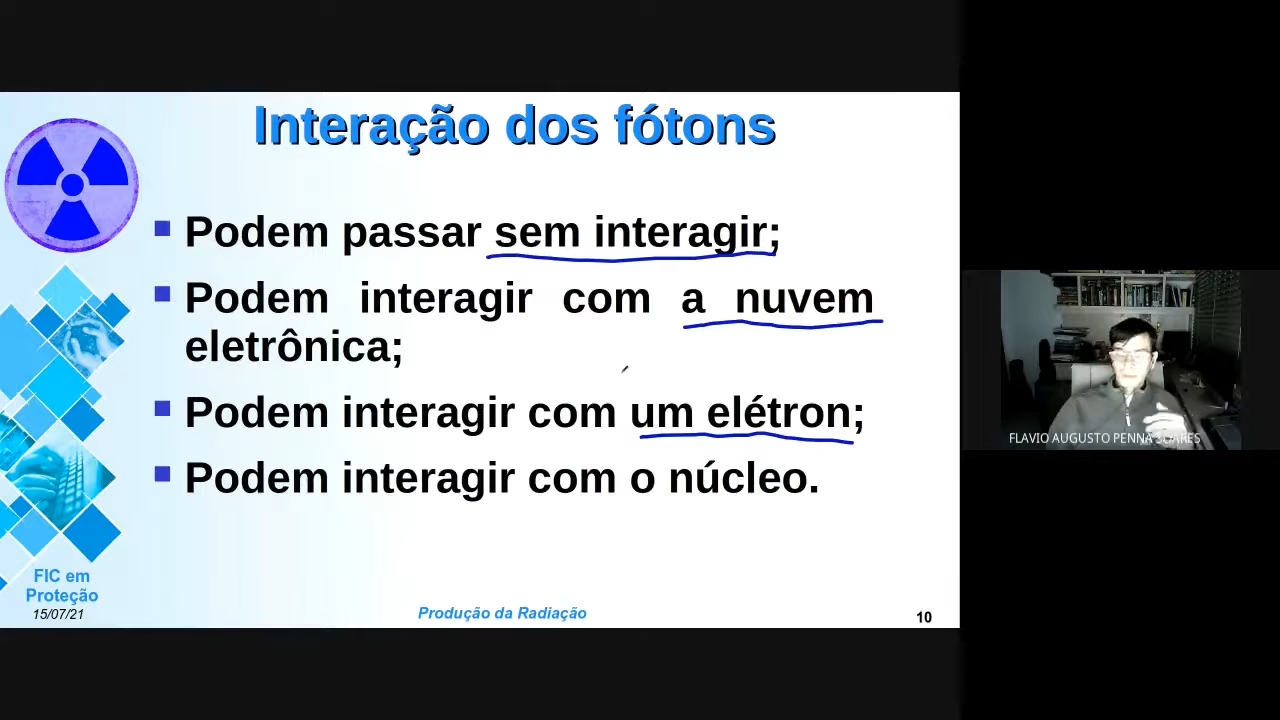 Interação dos fótons
Podem passar sem interagir;
Podem interagir com a nuvem
eletrônica;
Podem interagir com um elétron;
Podem interagir com o núcleo.
FIC em
Proteção
15/07/21
Produção da Radiação
10
FLAVIO AUGUSTO PENNA SOARES